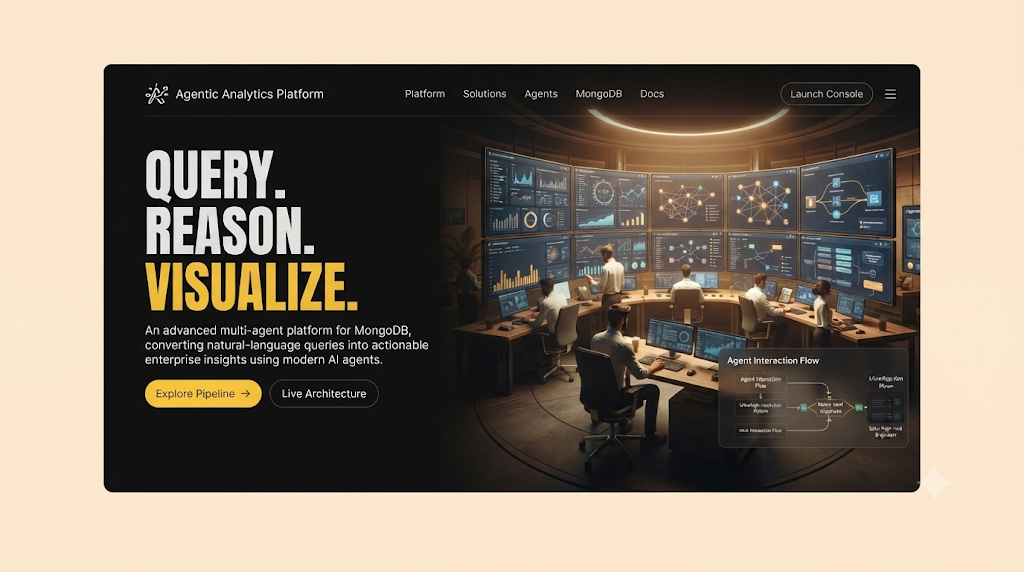 Agentic Analytics Platform
Platform
Solutions
Agents
MongoDB
Docs
Launch Console
QUERY.
REASON.
VISUALIZE.
An advanced multi-agent platform for MongoDB,
converting natural-language queries into actionable
enterprise insights using modern AI agents.
Explore Pipeline →
Live Architecture
Agent Interaction Flow